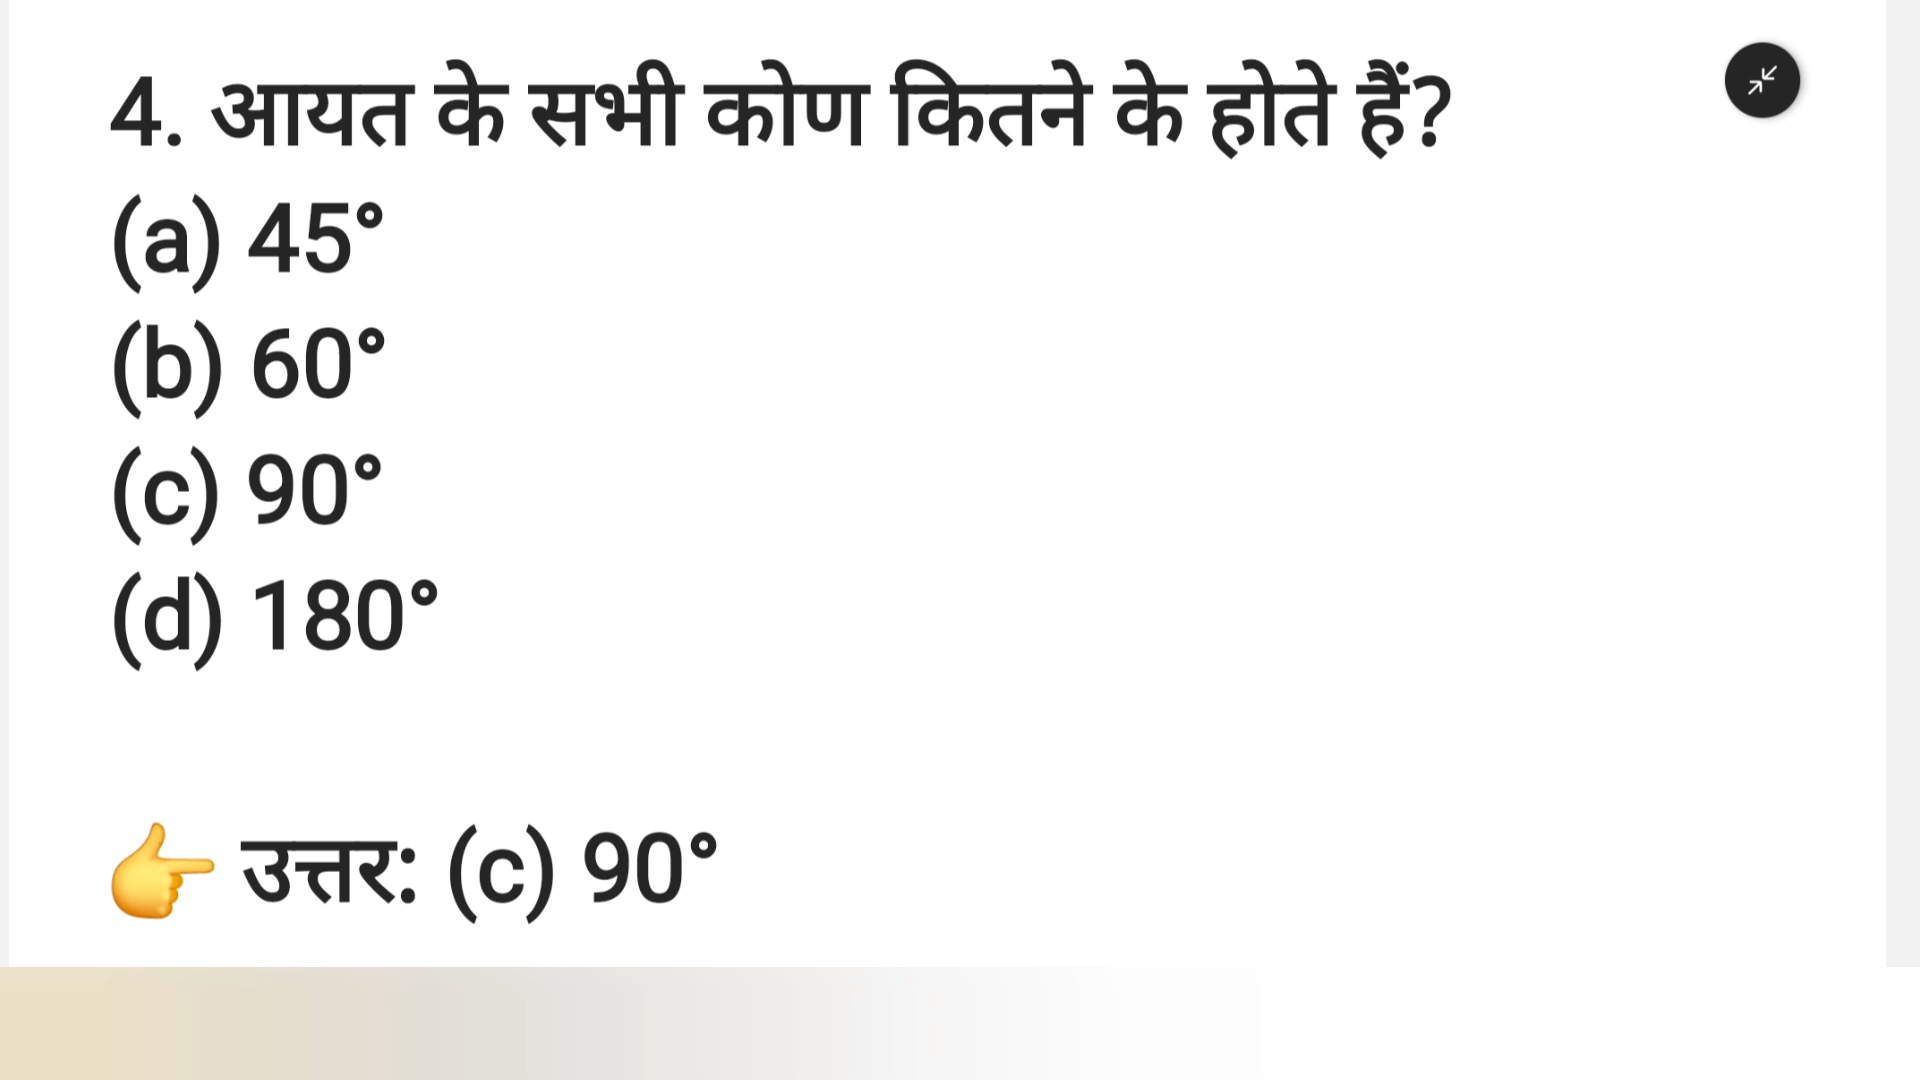 4. आयत के सभी कोण कितने के होते हैं?
(a) 45°
(b) 60°
(c) 90°
(d) 180°
👉 उत्तर: (c) 90°